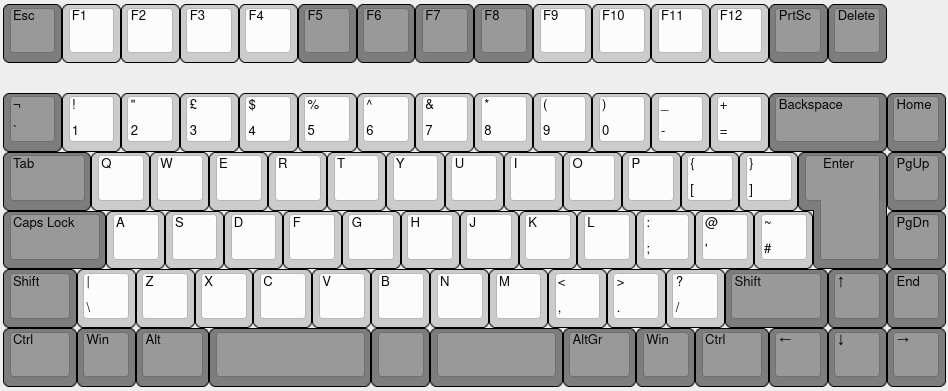 Esc F1 F2 F3 F4 F5 F6 F7 F8 F9 F10 F11 F12 PrtSc Delete
¬ ! " £ $ % ^ & * ( ) _ + Backspace Home
` 1 2 3 4 5 6 7 8 9 0 - =
Tab Q W E R T Y U I O P { } Enter PgUp
[ ]
Caps Lock A S D F G H J K L : @ ~ PgDn
; ' #
Shift | Z X C V B N M < > ? Shift ↑ End
\ , . /
Ctrl Win Alt AltGr Win Ctrl ← ↓ →